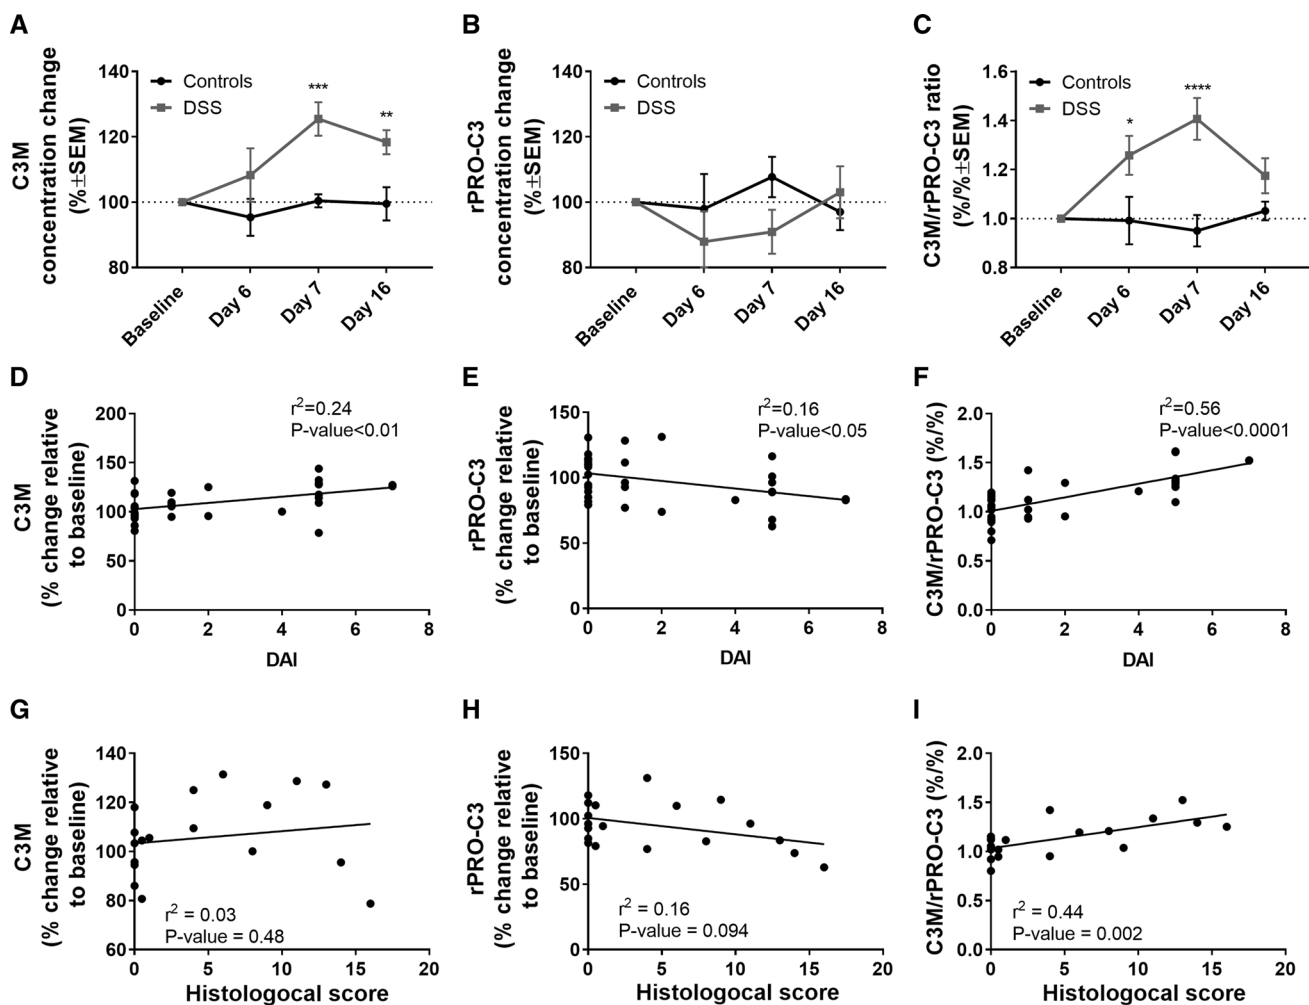 A
C3M
concentration change
(%±SEM)
140
120
100
80
Controls
DSS
***
**
Baseline
Day 6
Day 7
Day 16
B
rPRO-C3
concentration change
(%±SEM)
140
120
100
80
Controls
DSS
Baseline
Day 6
Day 7
Day 16
C
C3M/rPRO-C3 ratio
(%/%±SEM)
1.6
1.4
1.2
1.0
0.8
Controls
DSS
*
****
Baseline
Day 6
Day 7
Day 16
D
C3M
(% change relative
to baseline)
200
150
100
50
0
r²=0.24
P-value<0.01
0 2 4 6 8
DAI
E
rPRO-C3
(% change relative
to baseline)
150
100
50
0
r²=0.16
P-value<0.05
0 2 4 6 8
DAI
F
C3M/rPRO-C3 (%/%)
2.0
1.5
1.0
0.5
0.0
r²=0.56
P-value<0.0001
0 2 4 6 8
DAI
G
C3M
(% change relative
to baseline)
140
120
100
80
60
r² = 0.03
P-value = 0.48
0 5 10 15 20
Histologocal score
H
rPRO-C3
(% change relative
to baseline)
150
100
50
0
r² = 0.16
P-value = 0.094
0 5 10 15 20
Histologocal score
I
C3M/rPRO-C3 (%/%)
2.0
1.5
1.0
0.5
0.0
r² = 0.44
P-value = 0.002
0 5 10 15 20
Histologocal score